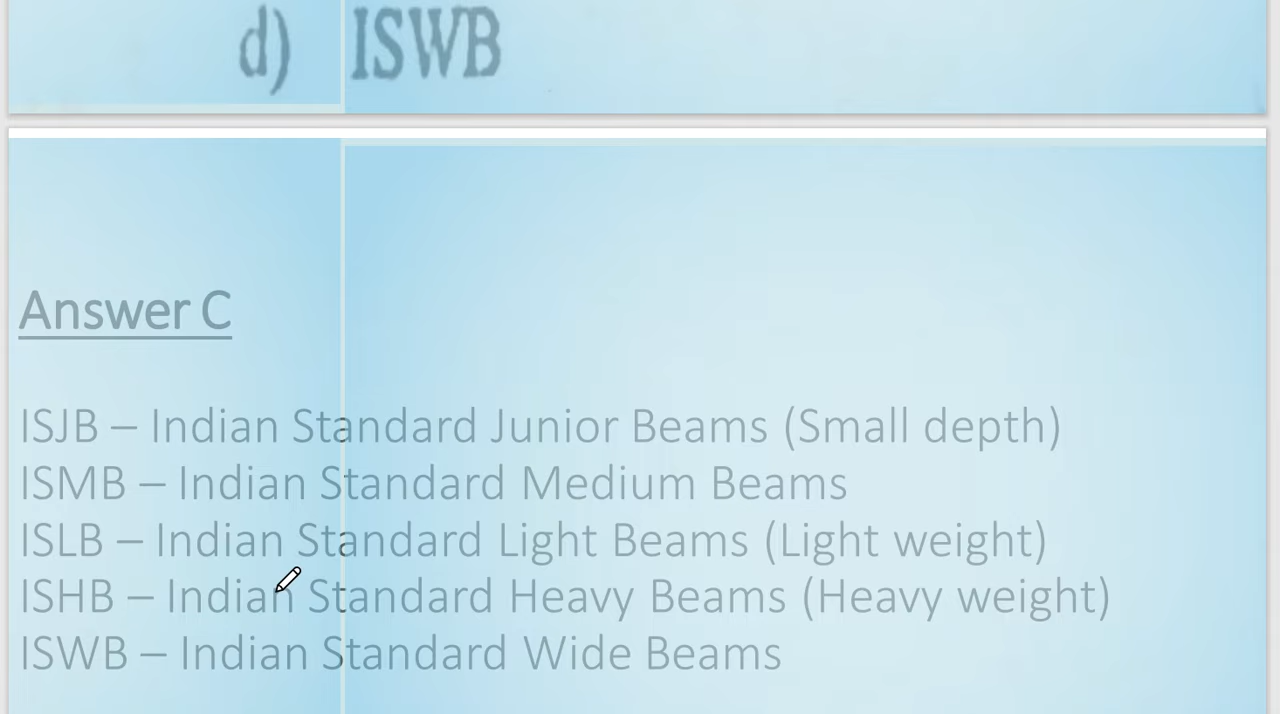 d) ISWB
Answer C
ISJB – Indian Standard Junior Beams (Small depth)
ISMB – Indian Standard Medium Beams
ISLB – Indian Standard Light Beams (Light weight)
ISHB – Indian Standard Heavy Beams (Heavy weight)
ISWB – Indian Standard Wide Beams